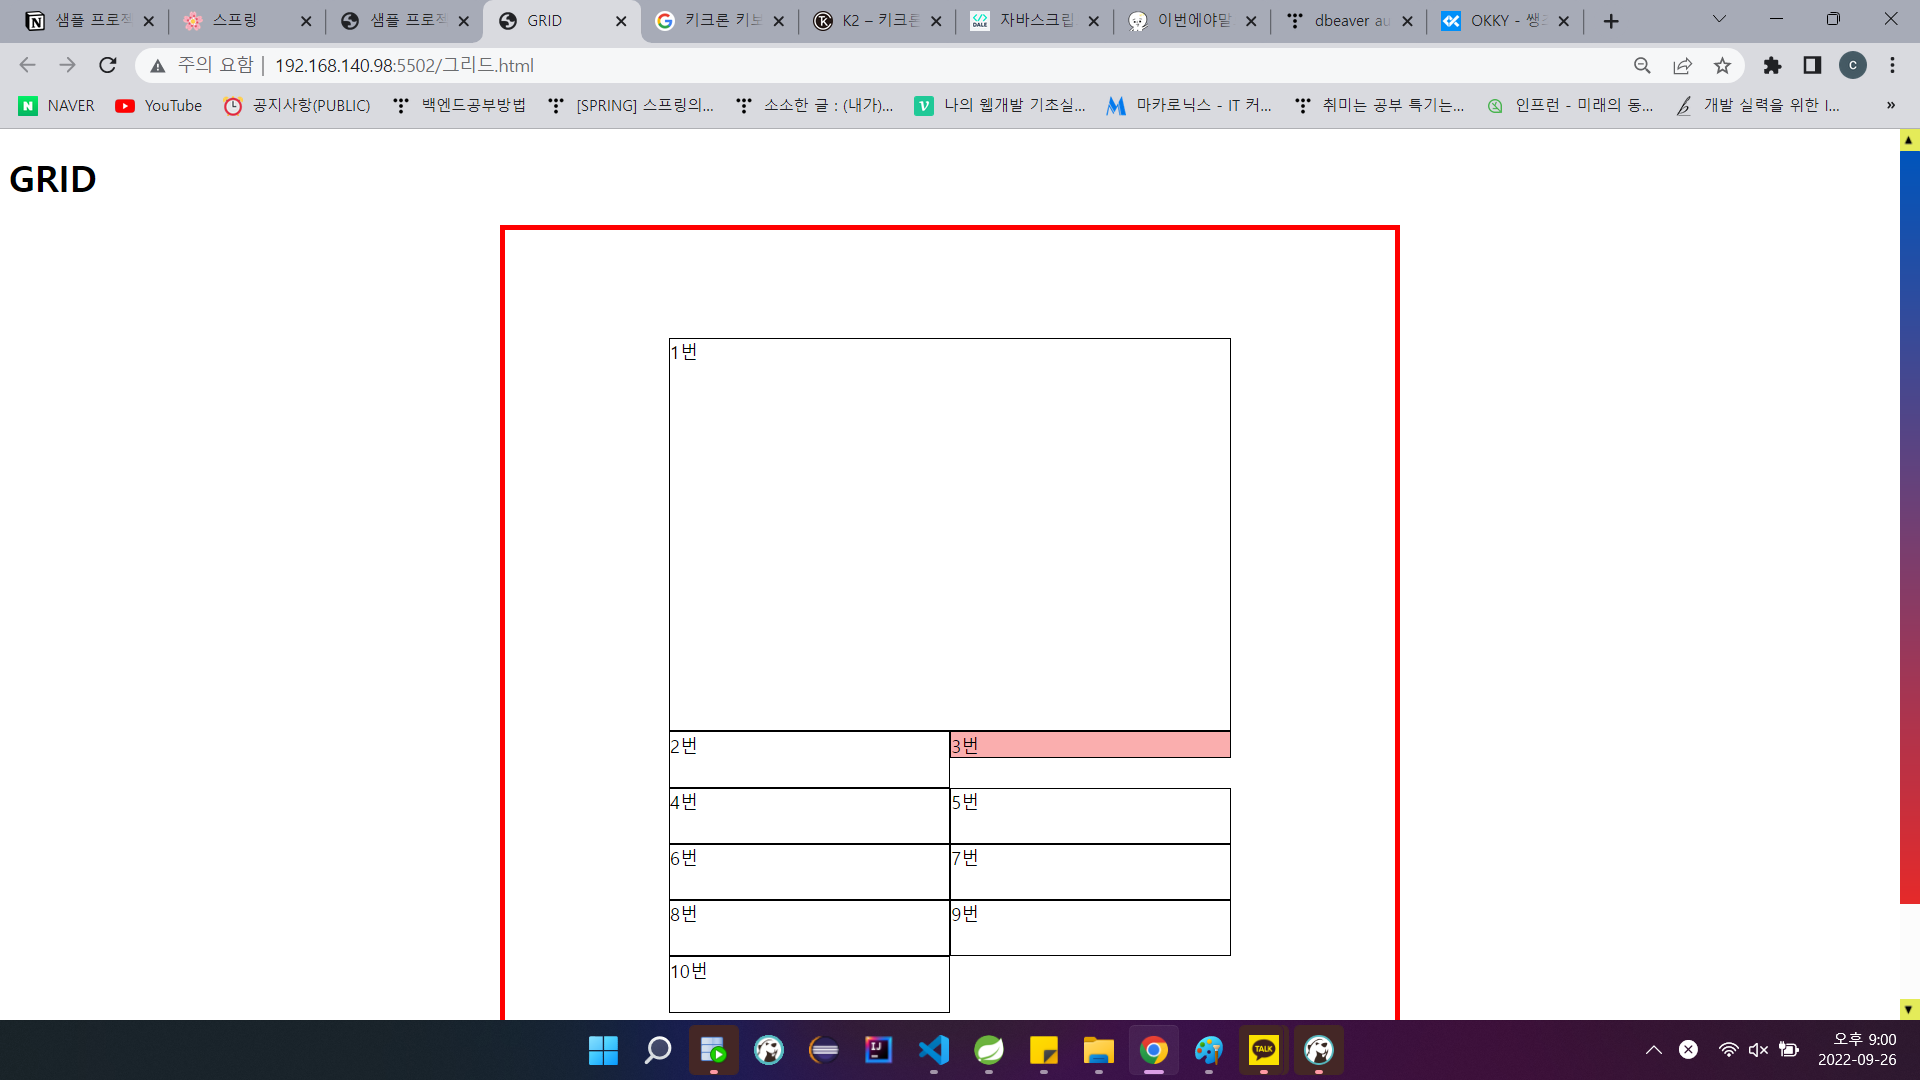 샘플 프로젝
스프링
샘플 프로젝
GRID
키크론 키보
K2 – 키크론
자바스크립
이번에야말
dbeaver au
OKKY - 쌩
주의 요함
192.168.140.98:5502/그리드.html
NAVER
YouTube
공지사항(PUBLIC)
백엔드공부방법
[SPRING] 스프링의...
소소한 글 : (내가)...
나의 웹개발 기초실...
마카로닉스 - IT 커...
취미는 공부 특기는...
인프런 - 미래의 동...
개발 실력을 위한 I...
»
GRID
1번
2번
3번
4번
5번
6번
7번
8번
9번
10번
오후 9:00
2022-09-26